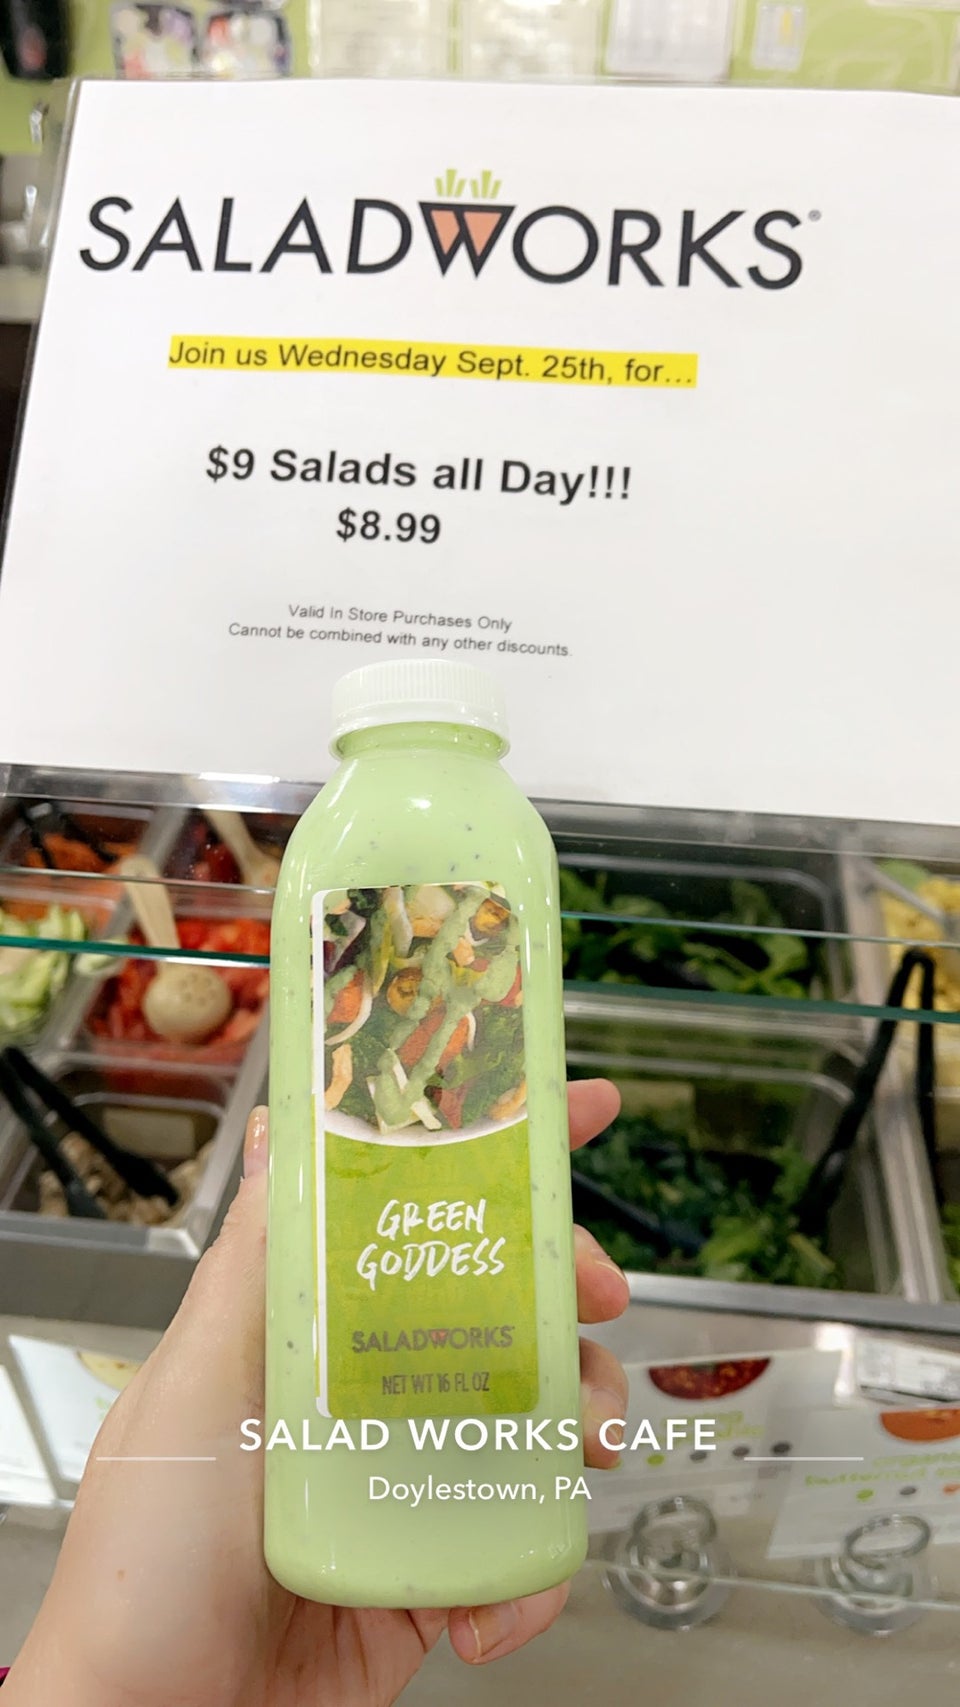 SALADWORKS®
Join us Wednesday Sept. 25th, for...
$9 Salads all Day!!!
$8.99
Valid In Store Purchases Only
Cannot be combined with any other discounts.
GREEN
GODDESS
SALADWORKS
NET WT 16 FL OZ
SALAD WORKS CAFE
Doylestown, PA